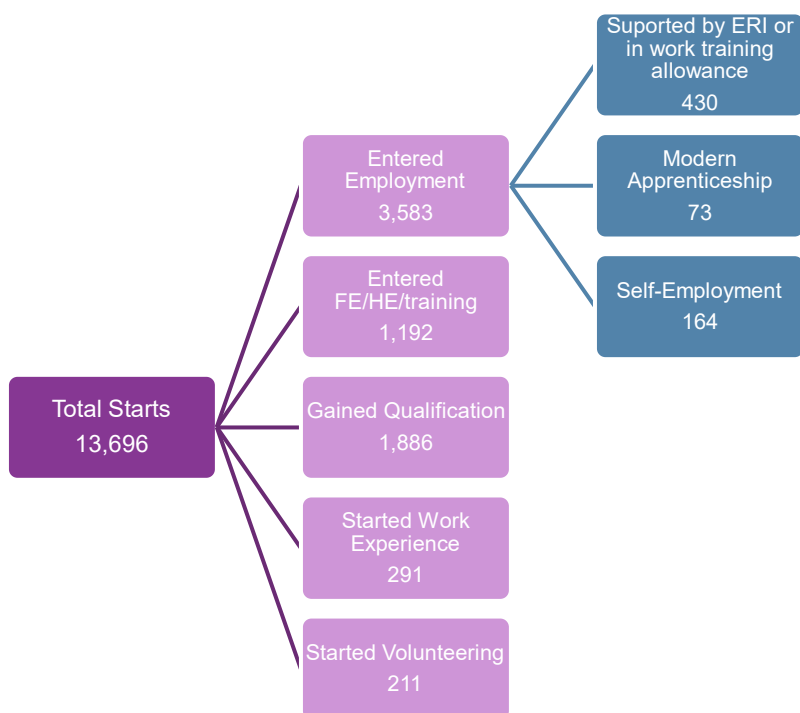 Total Starts
13,696
Entered
Employment
3,583
Entered
FE/HE/training
1,192
Gained Qualification
1,886
Started Work
Experience
291
Started Volunteering
211
Suported by ERI or
in work training
allowance
430
Modern
Apprenticeship
73
Self-Employment
164